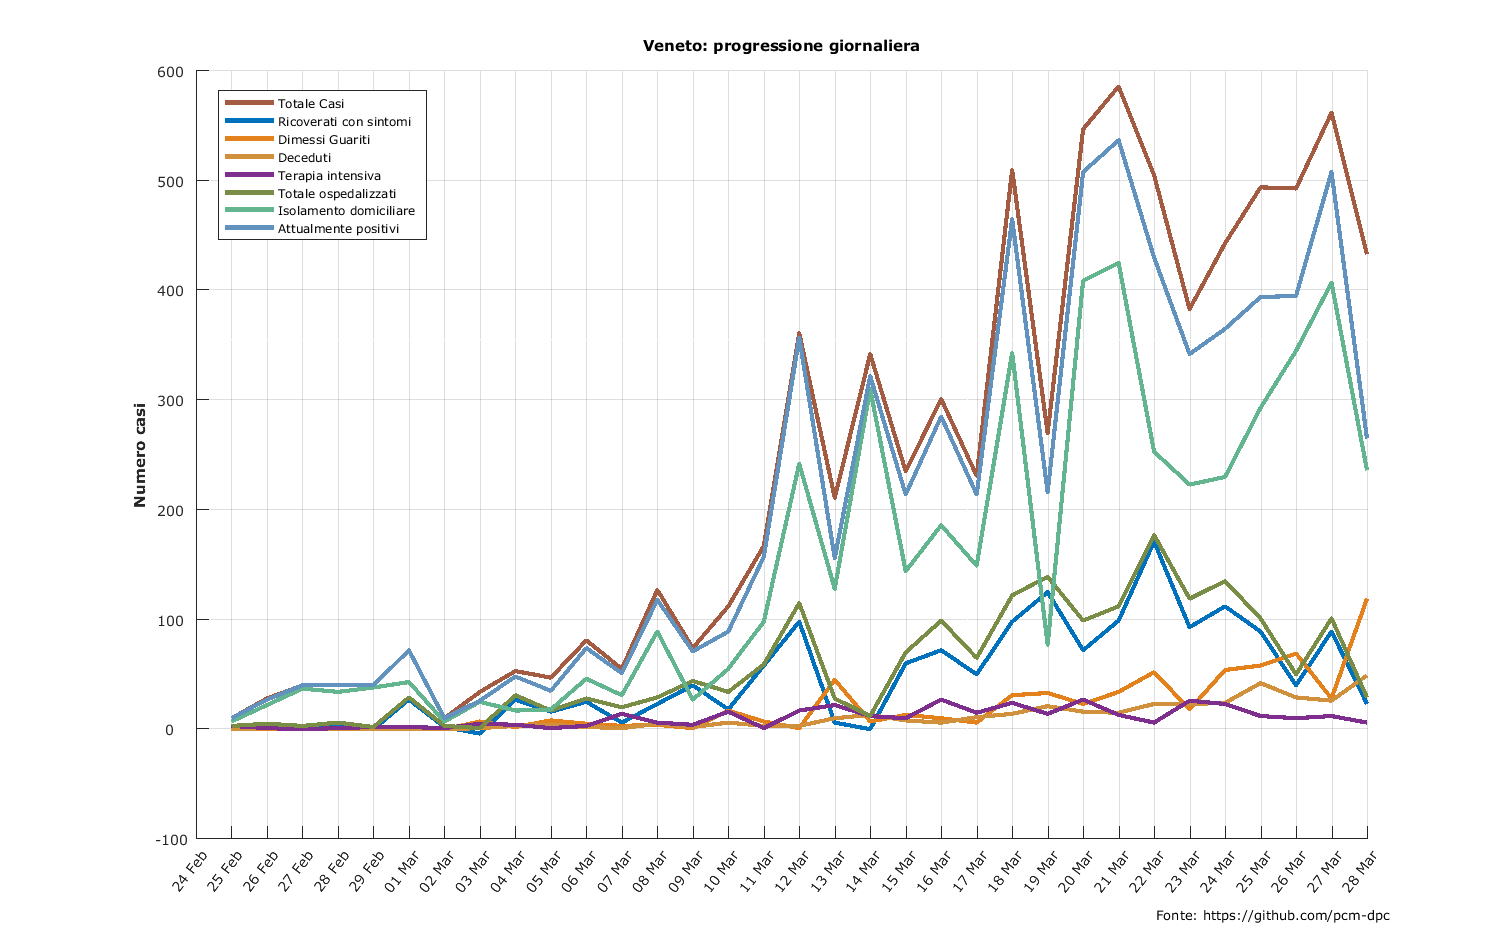 Veneto: progressione giornaliera
600
500
400
300
200
100
0
-100
Numero casi
Totale Casi
Ricoverati con sintomi
Dimessi Guariti
Deceduti
Terapia intensiva
Totale ospedalizzati
Isolamento domiciliare
Attualmente positivi
24 Feb
25 Feb
26 Feb
27 Feb
28 Feb
29 Feb
01 Mar
02 Mar
03 Mar
04 Mar
05 Mar
06 Mar
07 Mar
08 Mar
09 Mar
10 Mar
11 Mar
12 Mar
13 Mar
14 Mar
15 Mar
16 Mar
17 Mar
18 Mar
19 Mar
20 Mar
21 Mar
22 Mar
23 Mar
24 Mar
25 Mar
26 Mar
27 Mar
28 Mar
Fonte: https://github.com/pcm-dpc